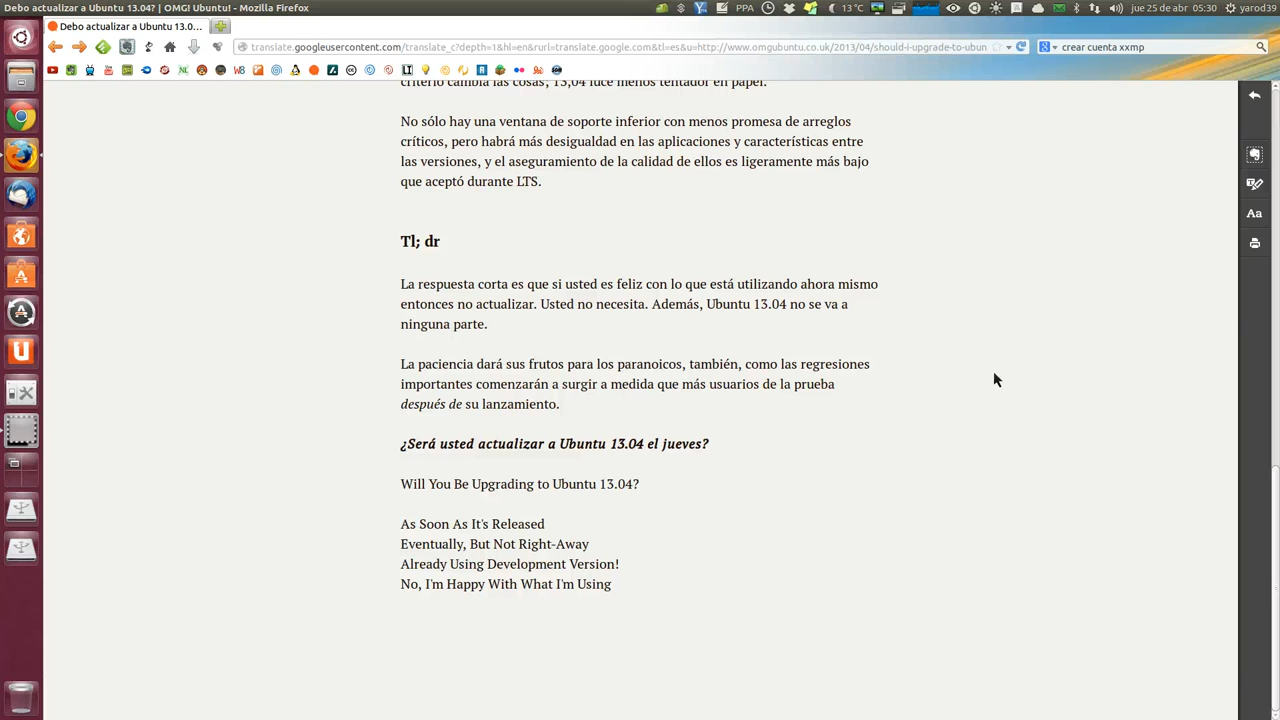 Debo actualizar a Ubuntu 13.04? | OMG! Ubuntu! - Mozilla Firefox
PPA
13°C
jue 25 de abr
05:30
yarod39
Debo actualizar a Ubuntu 13.0...
translate.googleusercontent.com/translate_c?depth=1&hl=en&rurl=translate.google.com&tl=es&u=http://www.omgubuntu.co.uk/2013/04/should-i-upgrade-to-ubun
crear cuenta xxmp
criterio cambia las cosas; 13,04 luce menos tentador en papel.
No sólo hay una ventana de soporte inferior con menos promesa de arreglos
críticos, pero habrá más desigualdad en las aplicaciones y características entre
las versiones, y el aseguramiento de la calidad de ellos es ligeramente más bajo
que aceptó durante LTS.
Tl; dr
La respuesta corta es que si usted es feliz con lo que está utilizando ahora mismo
entonces no actualizar. Usted no necesita. Además, Ubuntu 13.04 no se va a
ninguna parte.
La paciencia dará sus frutos para los paranoicos, también, como las regresiones
importantes comenzarán a surgir a medida que más usuarios de la prueba
después de su lanzamiento.
¿Será usted actualizar a Ubuntu 13.04 el jueves?
Will You Be Upgrading to Ubuntu 13.04?
As Soon As It's Released
Eventually, But Not Right-Away
Already Using Development Version!
No, I'm Happy With What I'm Using
Aa